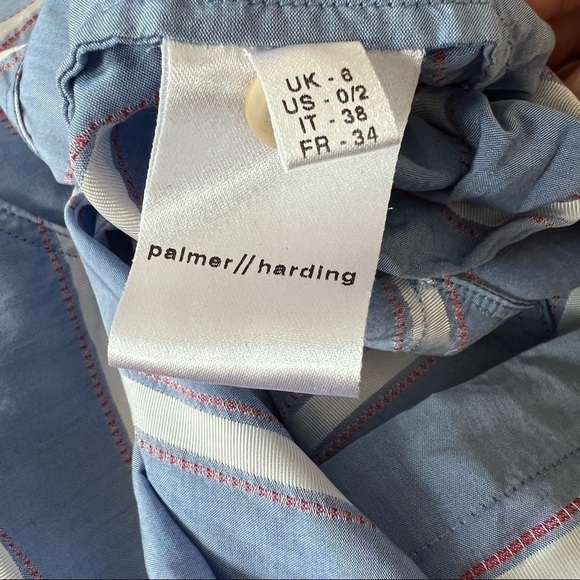 UK - 6
US - 0/2
IT - 38
FR - 34
palmer//harding